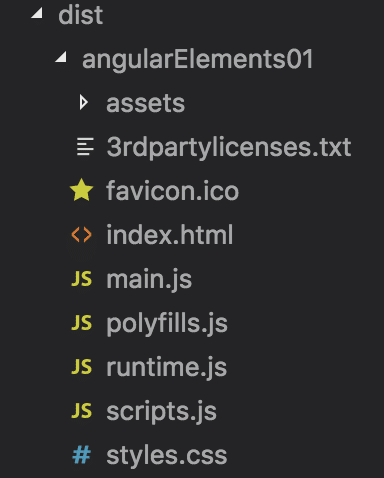 dist
angularElements01
assets
3rdpartylicenses.txt
favicon.ico
<> index.html
JS main.js
JS polyfills.js
JS runtime.js
JS scripts.js
# styles.css